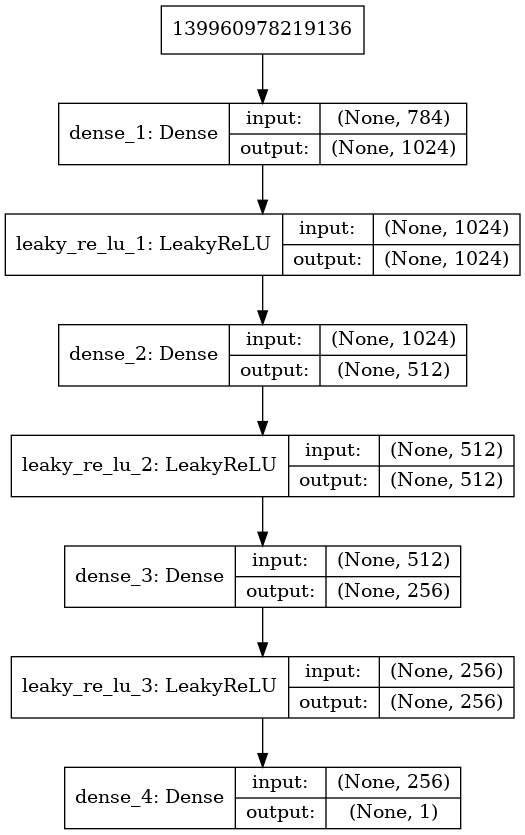 139960978219136
dense_1: Dense
input:
(None, 784)
output:
(None, 1024)
leaky_re_lu_1: LeakyReLU
input:
(None, 1024)
output:
(None, 1024)
dense_2: Dense
input:
(None, 1024)
output:
(None, 512)
leaky_re_lu_2: LeakyReLU
input:
(None, 512)
output:
(None, 512)
dense_3: Dense
input:
(None, 512)
output:
(None, 256)
leaky_re_lu_3: LeakyReLU
input:
(None, 256)
output:
(None, 256)
dense_4: Dense
input:
(None, 256)
output:
(None, 1)